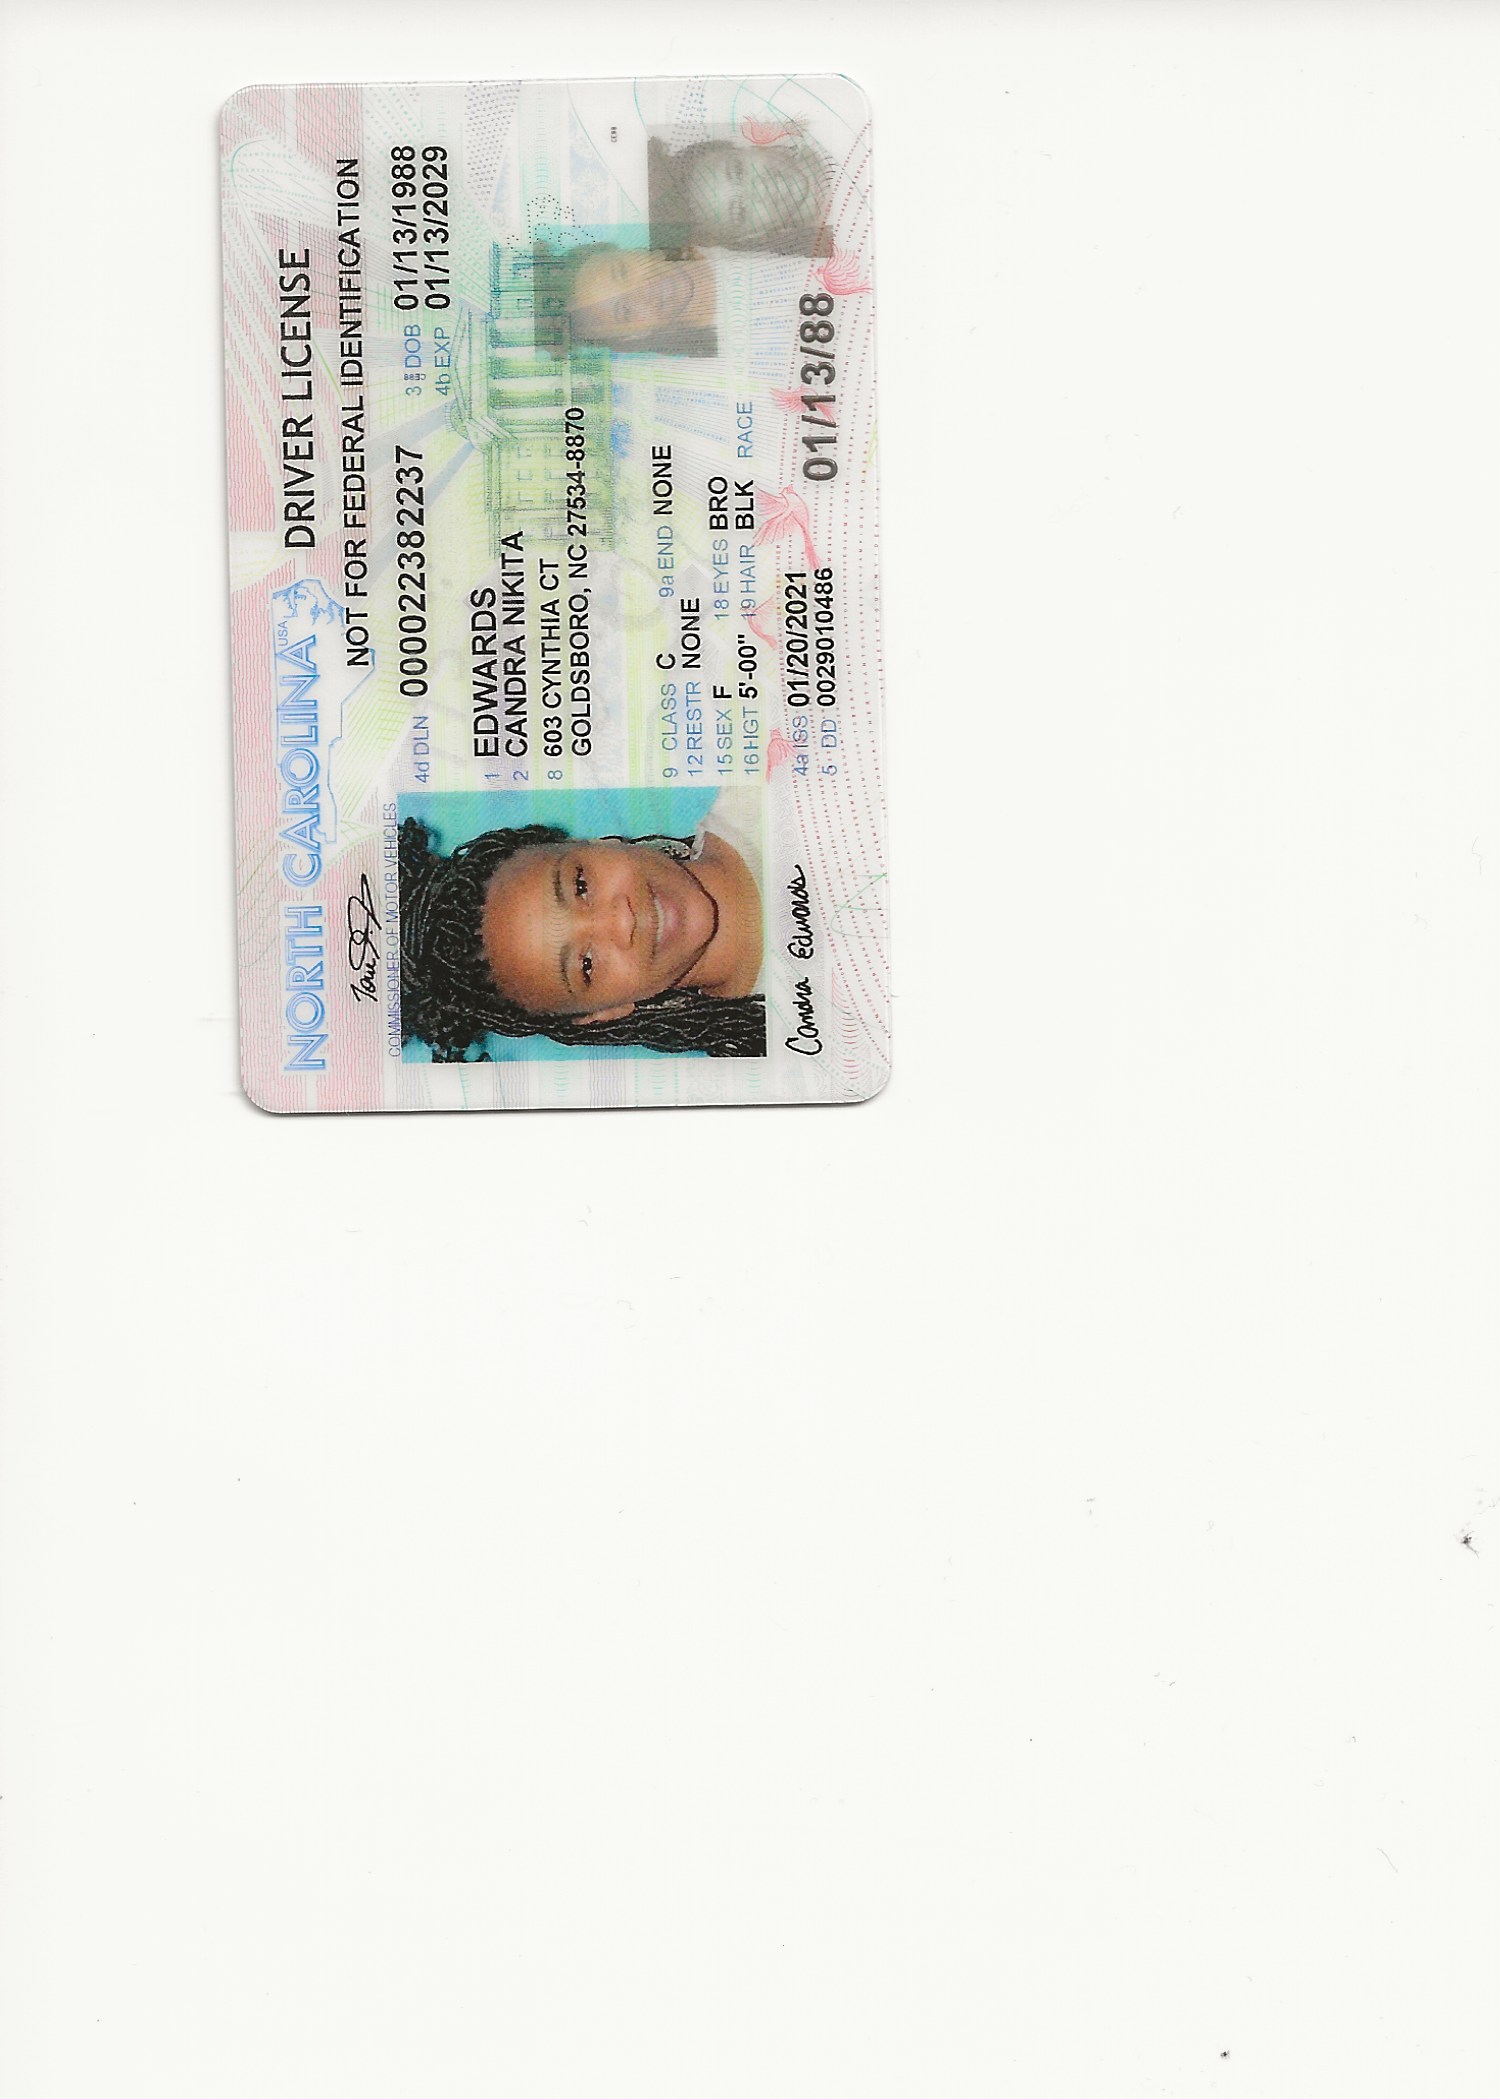 NORTH CAROLINA USA DRIVER LICENSE
NOT FOR FEDERAL IDENTIFICATION
COMMISSIONER OF MOTOR VEHICLES
4d DLN 000022382237 3 DOB 01/13/1988
4b EXP 01/13/2029
1 EDWARDS
2 CANDRA NIKITA
8 603 CYNTHIA CT
GOLDSBORO, NC 27534-8870
9 CLASS C 9a END NONE
12 RESTR NONE
15 SEX F 18 EYES BRO
16 HGT 5'-00" 19 HAIR BLK RACE
Candra Edwards
4a ISS 01/20/2021
5 DD 0029010486
01/13/88